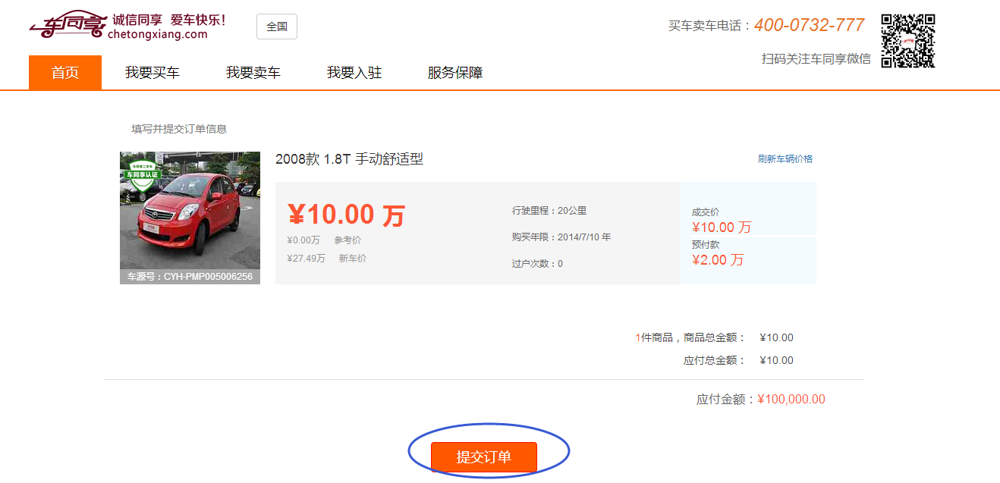 车同享 诚信同享 爱车快乐!
chetongxiang.com
全国
买车卖车电话：400-0732-777
扫码关注车同享微信
首页 我要买车 我要卖车 我要入驻 服务保障
填写并提交订单信息
车同享二手车
车同享认证
车源号：CYH-PMP005006256
2008款 1.8T 手动舒适型
刷新车辆价格
¥10.00 万
¥0.00万 参考价
¥27.49万 新车价
行驶里程：20公里
购买年限：2014/7/10 年
过户次数：0
成交价
¥10.00 万
预付款
¥2.00 万
1件商品，商品总金额： ¥10.00
应付总金额： ¥10.00
应付金额：¥100,000.00
提交订单